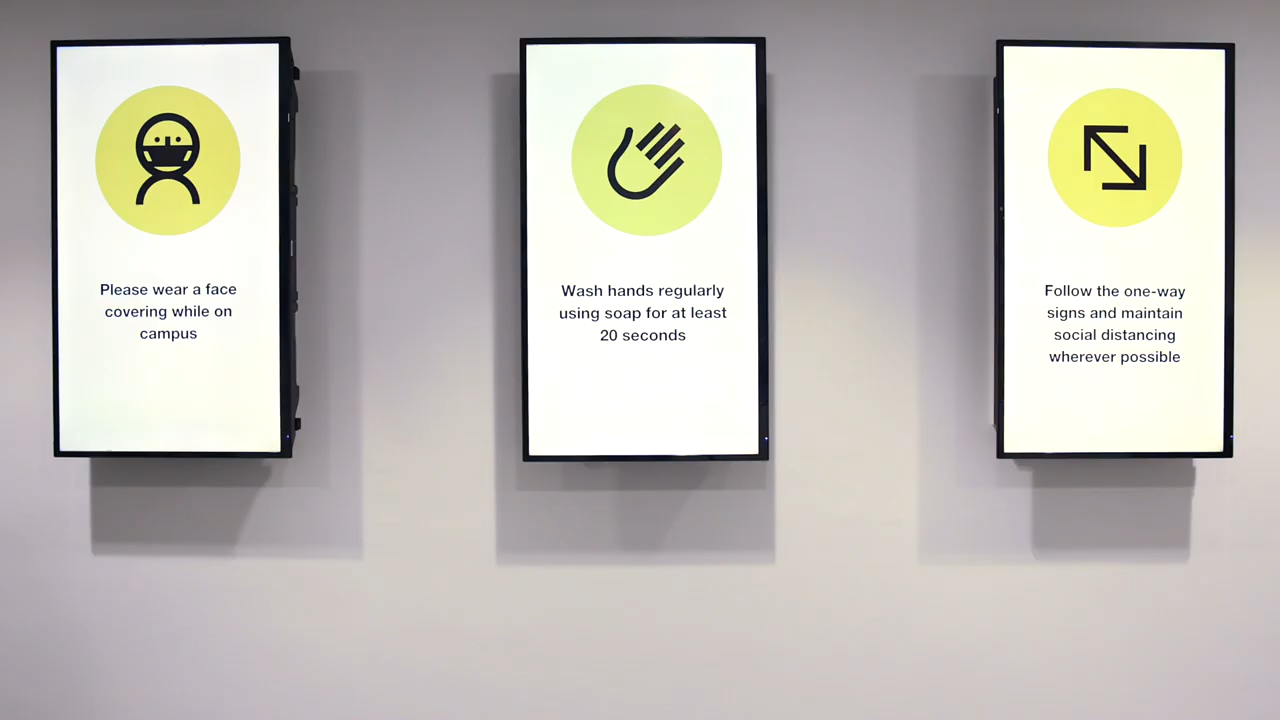 Please wear a face
covering while on
campus
Wash hands regularly
using soap for at least
20 seconds
Follow the one-way
signs and maintain
social distancing
wherever possible